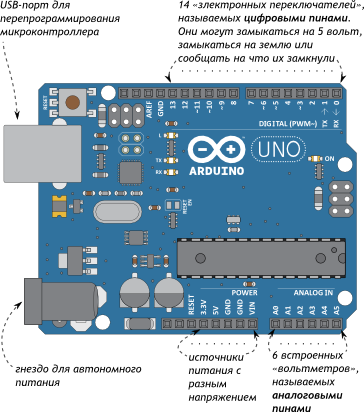 USB-порт для
перепрограммирования
микроконтроллера
14 «электронных переключателей»,
называемых цифровыми пинами.
Они могут замыкаться на 5 вольт,
замыкаться на землю или
сообщать на что их замкнули
RESET
AREF
GND
13
12
~11
~10
~9
8
7
~6
~5
4
~3
2
TX → 1
RX ← 0
DIGITAL (PWM~)
L
TX
RX
ARDUINO
UNO
ON
RESET
EN
POWER
ANALOG IN
RESET
3.3V
5V
GND
GND
VIN
A0
A1
A2
A3
A4
A5
гнездо для автономного
питания
источники
питания с
разным
напряжением
6 встроенных
«вольтметров»,
называемых
аналоговыми
пинами